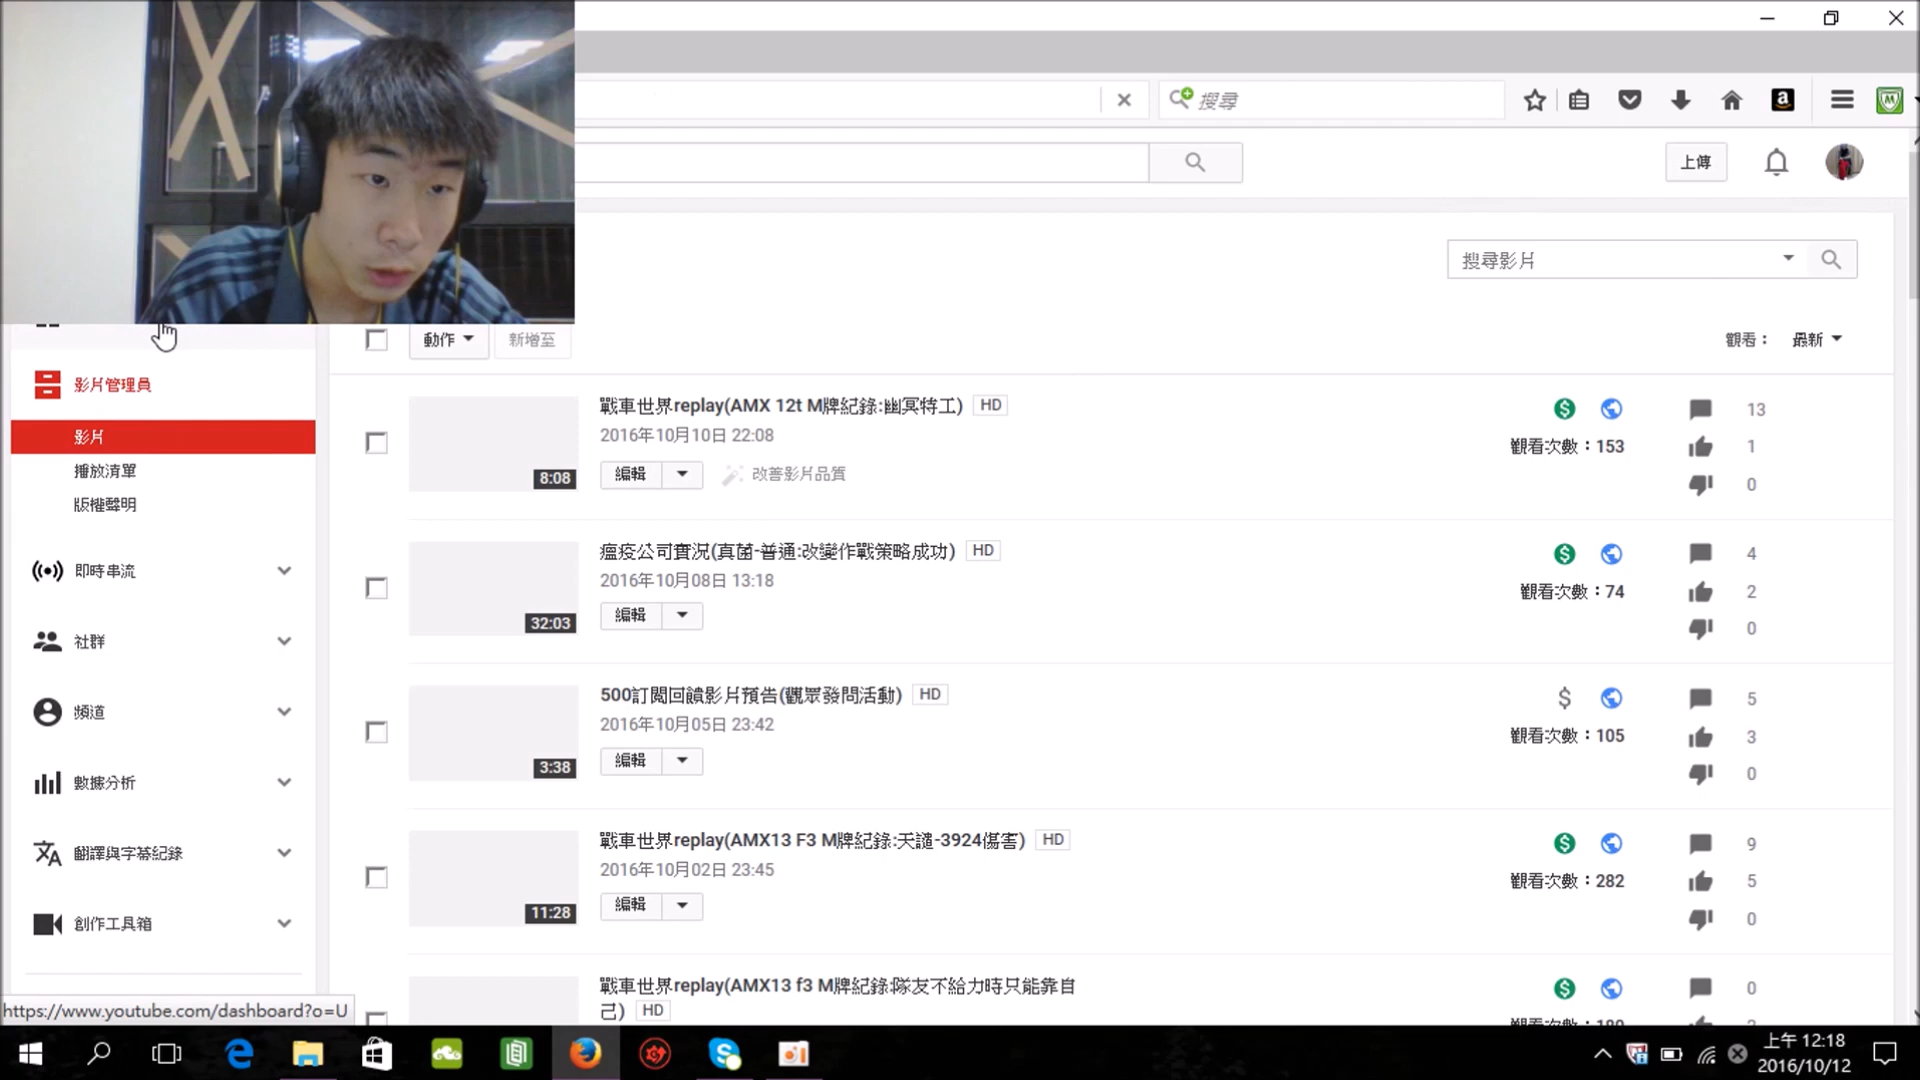 搜尋
上傳
搜尋影片
動作
新增至
觀看：
最新
影片管理員
影片
播放清單
版權聲明
即時串流
社群
頻道
數據分析
翻譯與字幕紀錄
創作工具箱
戰車世界replay(AMX 12t M牌紀錄:幽冥特工) HD
2016年10月10日 22:08
8:08
編輯
改善影片品質
觀看次數：153
13
1
0
瘟疫公司實況(真菌-普通:改變作戰策略成功) HD
2016年10月08日 13:18
32:03
編輯
觀看次數：74
4
2
0
500訂閱回饋影片預告(觀眾發問活動) HD
2016年10月05日 23:42
3:38
編輯
觀看次數：105
5
3
0
戰車世界replay(AMX13 F3 M牌紀錄:天譴-3924傷害) HD
2016年10月02日 23:45
11:28
編輯
觀看次數：282
9
5
0
戰車世界replay(AMX13 f3 M牌紀錄:隊友不給力時只能靠自
己) HD
0
https://www.youtube.com/dashboard?o=U
上午 12:18
2016/10/12